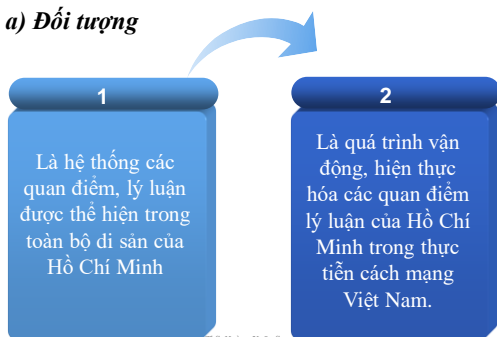 a) Đối tượng
1
Là hệ thống các
quan điểm, lý luận
được thể hiện trong
toàn bộ di sản của
Hồ Chí Minh
2
Là quá trình vận
động, hiện thực
hóa các quan điểm
lý luận của Hồ Chí
Minh trong thực
tiễn cách mạng
Việt Nam.